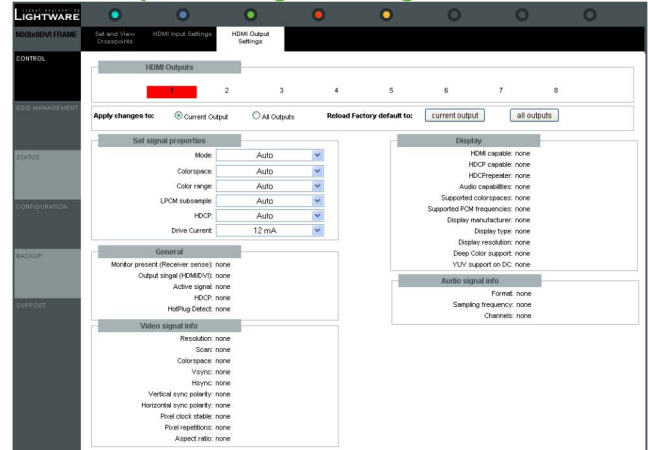 signal engineering
LIGHTWARE
MX8x8DVI FRAME
Set and View Crosspoints
HDMI Input Settings
HDMI Output Settings
CONTROL
EDID MANAGEMENT
STATUS
CONFIGURATION
BACKUP
SUPPORT
HDMI Outputs
1 2 3 4 5 6 7 8
Apply changes to: Current Output All Outputs Reload Factory default to: current output all outputs
Set signal properties
Mode: Auto
Colorspace: Auto
Color range: Auto
LPCM subsample: Auto
HDCP: Auto
Drive Current: 12 mA
General
Monitor present (Receiver sense): none
Output singal (HDMI/DVI): none
Active signal: none
HDCP: none
HotPlug Detect: none
Video signal info
Resolution: none
Scan: none
Colorspace: none
Vsync: none
Hsync: none
Vertical sync polarity: none
Horizontal sync polarity: none
Pixel clock stable: none
Pixel repetitions: none
Aspect ratio: none
Display
HDMI capable: none
HDCP capable: none
HDCPrepeater: none
Audio capabilities: none
Supported colorspaces: none
Supported PCM frequencies: none
Display manufacturer: none
Display type: none
Display resolution: none
Deep Color support: none
YUV support on DC: none
Audio signal info
Format: none
Sampling frequency: none
Channels: none